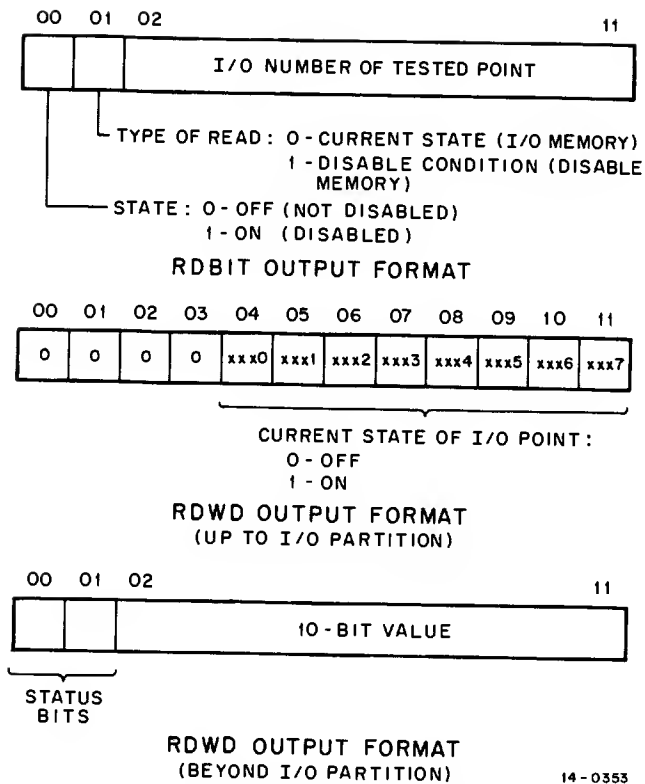 00 01 02 11
I/O NUMBER OF TESTED POINT
TYPE OF READ: 0-CURRENT STATE (I/O MEMORY)
1-DISABLE CONDITION (DISABLE
MEMORY)
STATE: 0-OFF (NOT DISABLED)
1-ON (DISABLED)
RDBIT OUTPUT FORMAT
00 01 02 03 04 05 06 07 08 09 10 11
0 0 0 0 xxx0 xxx1 xxx2 xxx3 xxx4 xxx5 xxx6 xxx7
CURRENT STATE OF I/O POINT:
0-OFF
1-ON
RDWD OUTPUT FORMAT
(UP TO I/O PARTITION)
00 01 02 11
10-BIT VALUE
STATUS
BITS
RDWD OUTPUT FORMAT
(BEYOND I/O PARTITION)
14-0353